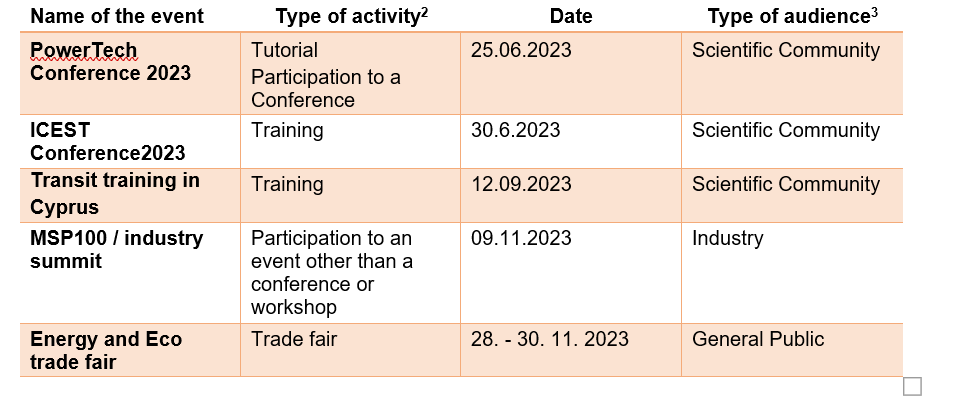 Name of the event Type of activity2 Date Type of audience3
PowerTech Conference 2023 Tutorial 25.06.2023 Scientific Community
Participation to a Conference
ICEST Conference2023 Training 30.6.2023 Scientific Community
Transit training in Cyprus Training 12.09.2023 Scientific Community
MSP100 / industry summit Participation to an event other than a conference or workshop 09.11.2023 Industry
Energy and Eco trade fair Trade fair 28. - 30. 11. 2023 General Public